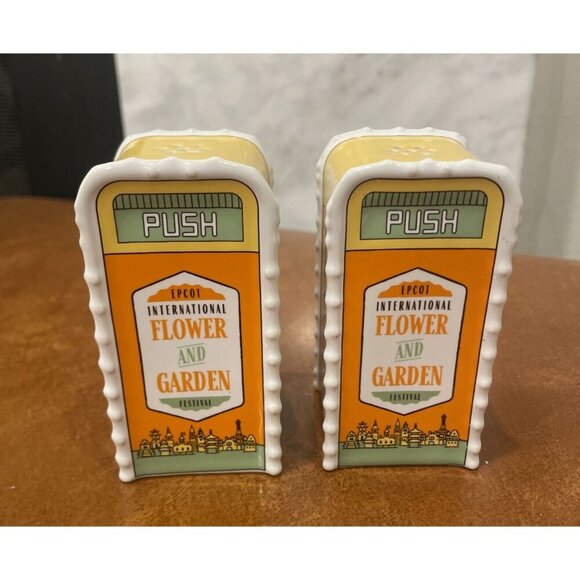 PUSH
EPCOT
INTERNATIONAL
FLOWER
AND
GARDEN
FESTIVAL
PUSH
EPCOT
INTERNATIONAL
FLOWER
AND
GARDEN
FESTIVAL